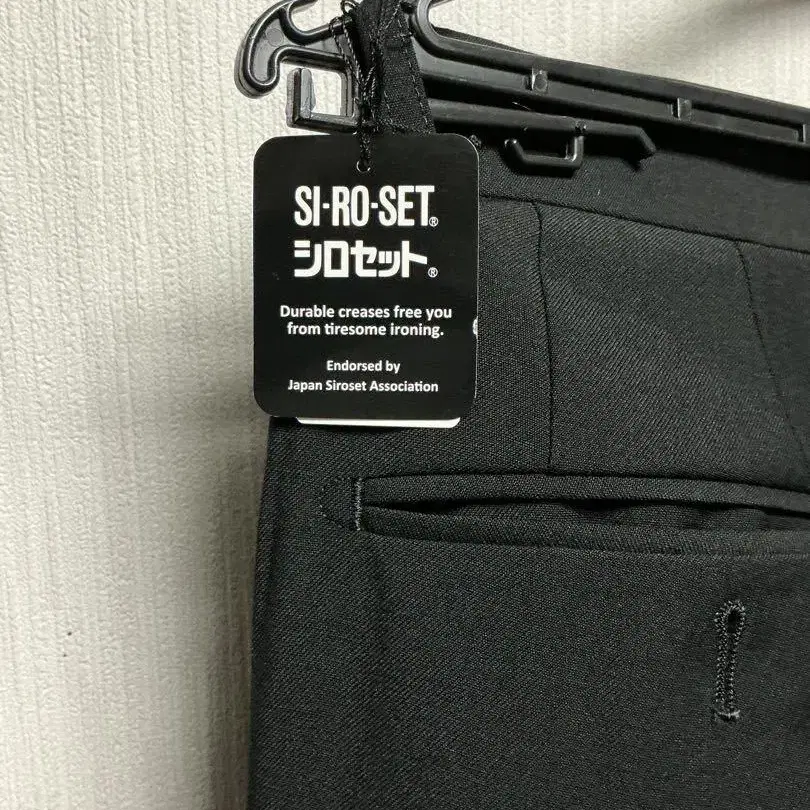 SI-RO-SET®
シロセット®
Durable creases free you
from tiresome ironing.
Endorsed by
Japan Siroset Association